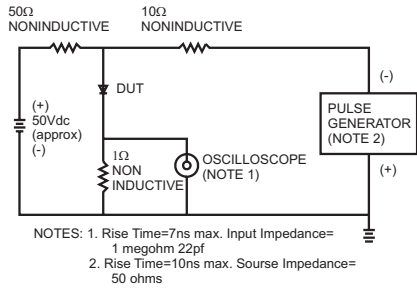 50Ω
NONINDUCTIVE
10Ω
NONINDUCTIVE
(+)
50Vdc
(approx)
(-)
DUT
1Ω
NON
INDUCTIVE
OSCILLOSCOPE
(NOTE 1)
(-)
PULSE
GENERATOR
(NOTE 2)
(+)
NOTES: 1. Rise Time=7ns max. Input Impedance=
1 megohm 22pf
2. Rise Time=10ns max. Sourse Impedance=
50 ohms